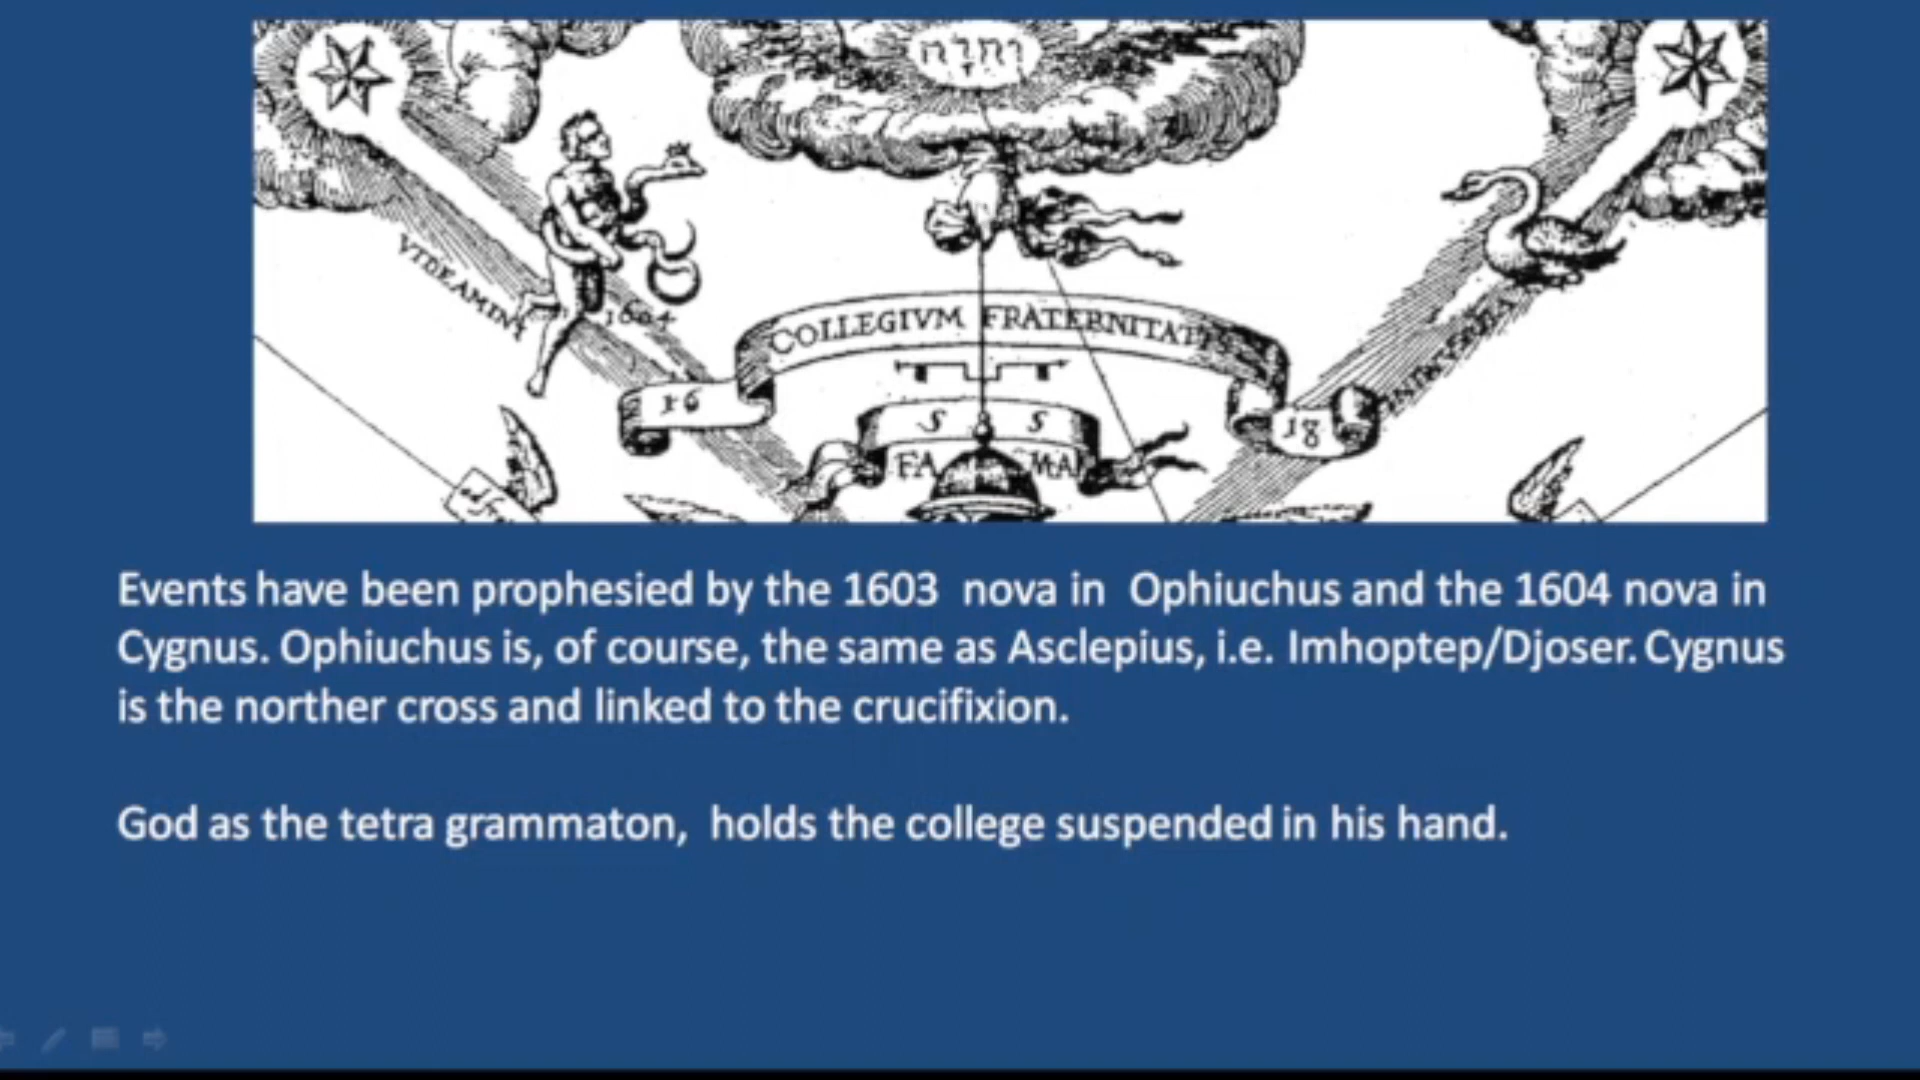 יהוה
VIDEAMINI
1604
COLLEGIVM FRATERNITATIS
16
18
S S
FA MA
Events have been prophesied by the 1603 nova in Ophiuchus and the 1604 nova in
Cygnus. Ophiuchus is, of course, the same as Asclepius, i.e. Imhoptep/Djoser. Cygnus
is the norther cross and linked to the crucifixion.
God as the tetra grammaton, holds the college suspended in his hand.